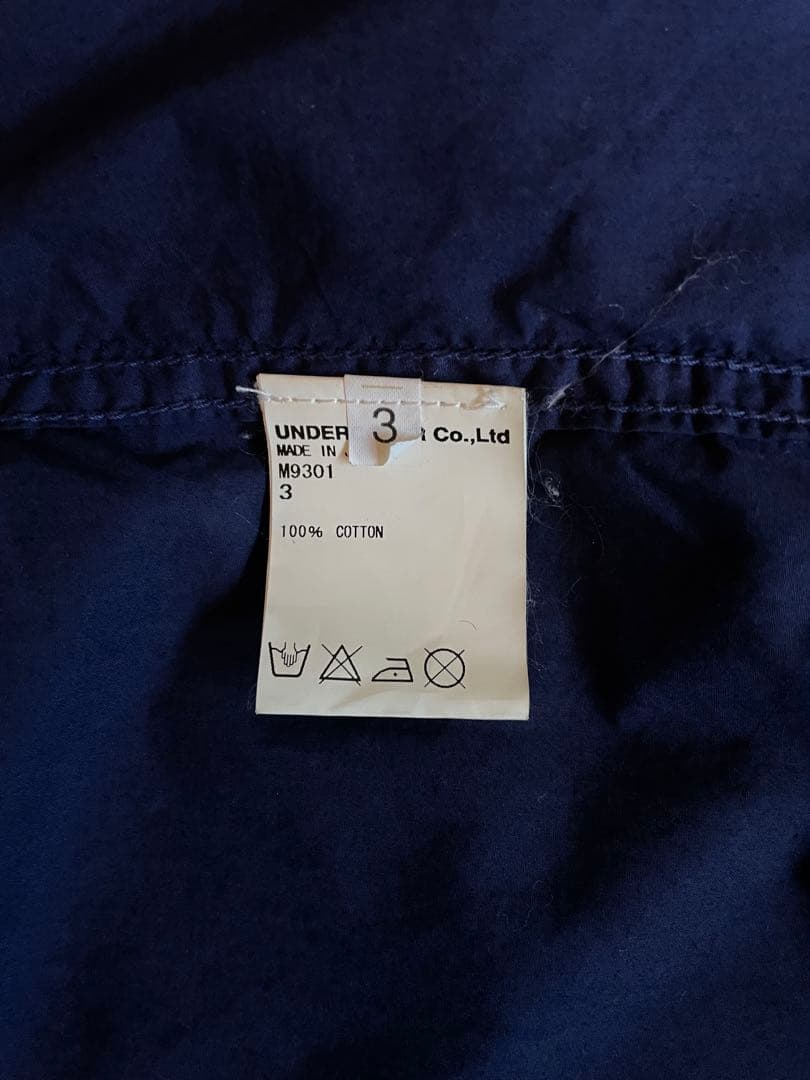 3
UNDER Co.,Ltd
MADE IN
M9301
3
100% COTTON